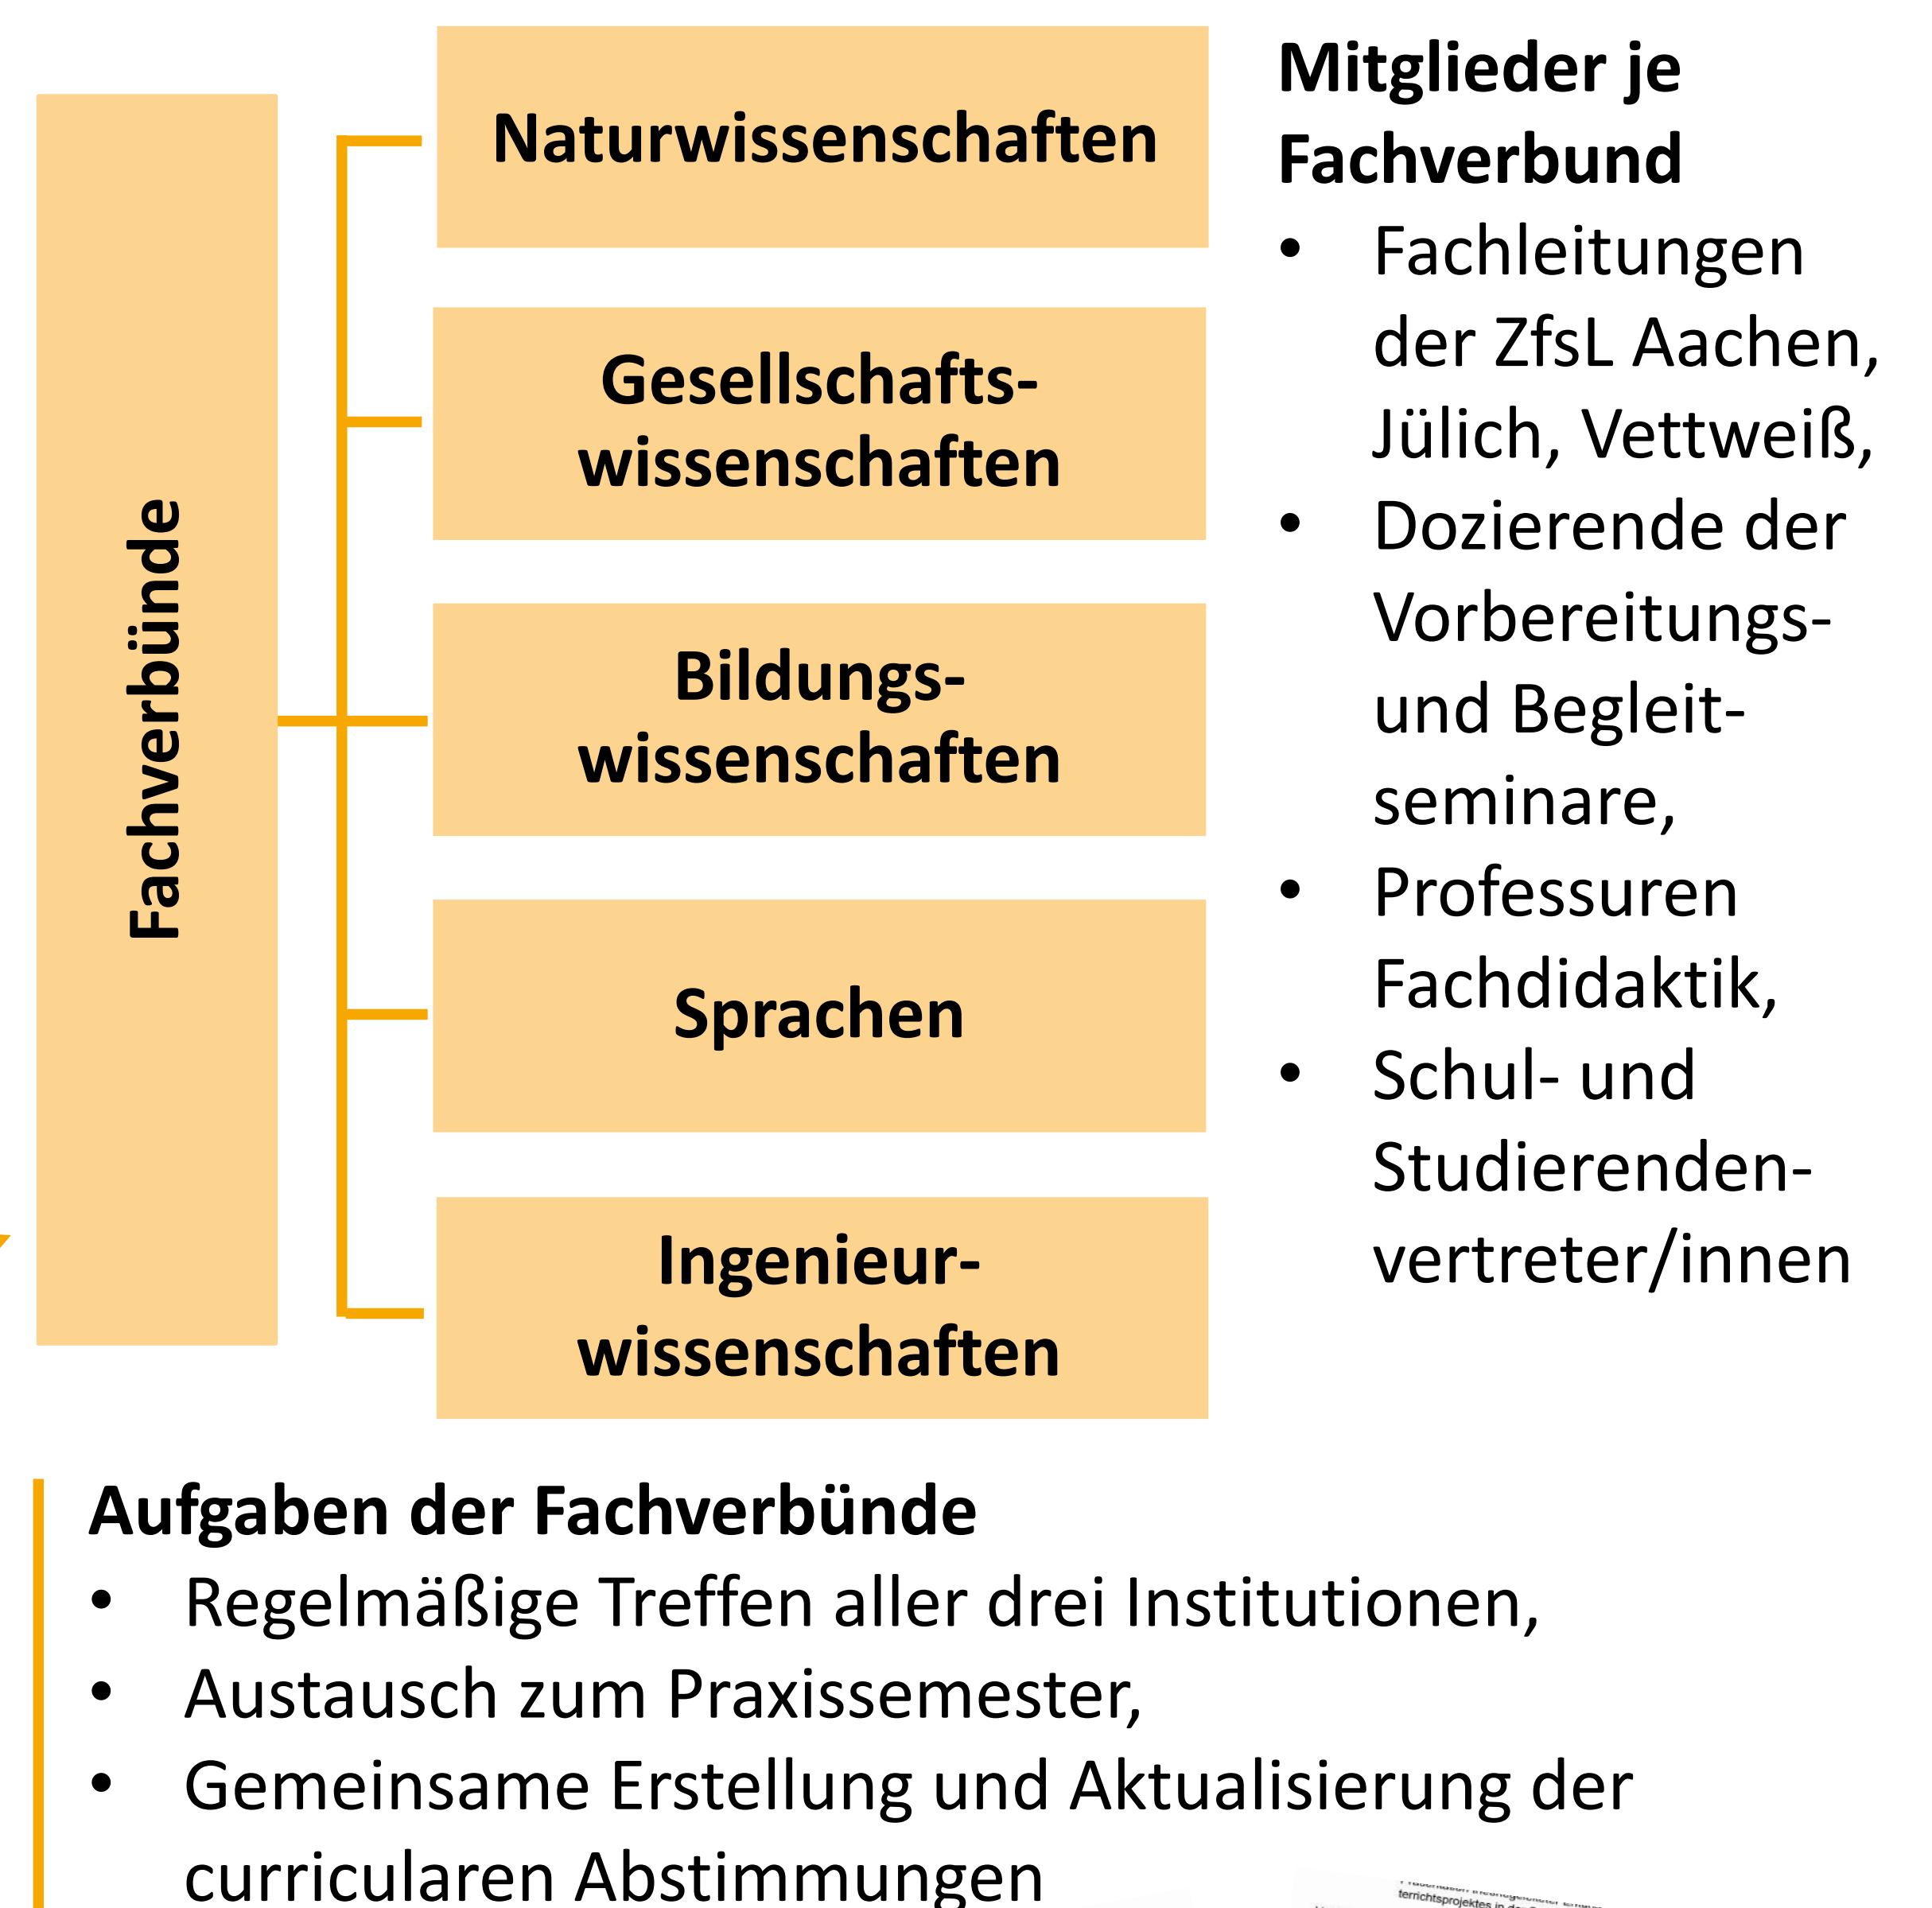 Fachverbünde
Naturwissenschaften
Gesellschafts-
wissenschaften
Bildungs-
wissenschaften
Sprachen
Ingenieur-
wissenschaften
Mitglieder je
Fachverbund
• Fachleitungen
der ZfsL Aachen,
Jülich, Vettweiß,
• Dozierende der
Vorbereitungs-
und Begleit-
seminare,
• Professuren
Fachdidaktik,
• Schul- und
Studierenden-
vertreter/innen
Aufgaben der Fachverbünde
• Regelmäßige Treffen aller drei Institutionen,
• Austausch zum Praxissemester,
• Gemeinsame Erstellung und Aktualisierung der
curricularen Abstimmungen
terrichtsprojektes in